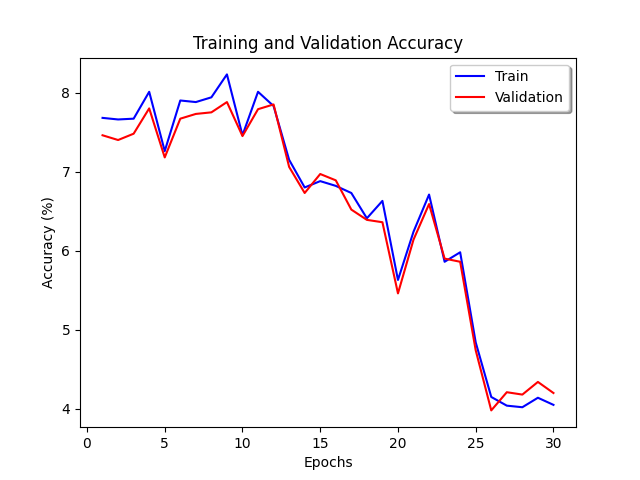 Training and Validation Accuracy
Train
Validation
8
7
6
5
4
Accuracy (%)
0 5 10 15 20 25 30
Epochs